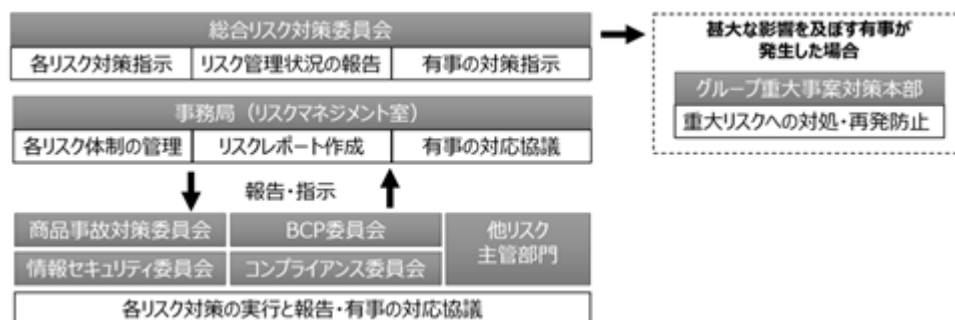 総合リスク対策委員会
各リスク対策指示
リスク管理状況の報告
有事の対策指示
事務局(リスクマネジメント室)
各リスク体制の管理
リスクレポート作成
有事の対応協議
報告・指示
商品事故対策委員会
BCP委員会
他リスク
主管部門
情報セキュリティ委員会
コンプライアンス委員会
各リスク対策の実行と報告・有事の対応協議
甚大な影響を及ぼす有事が
発生した場合
グループ重大事案対策本部
重大リスクへの対処・再発防止